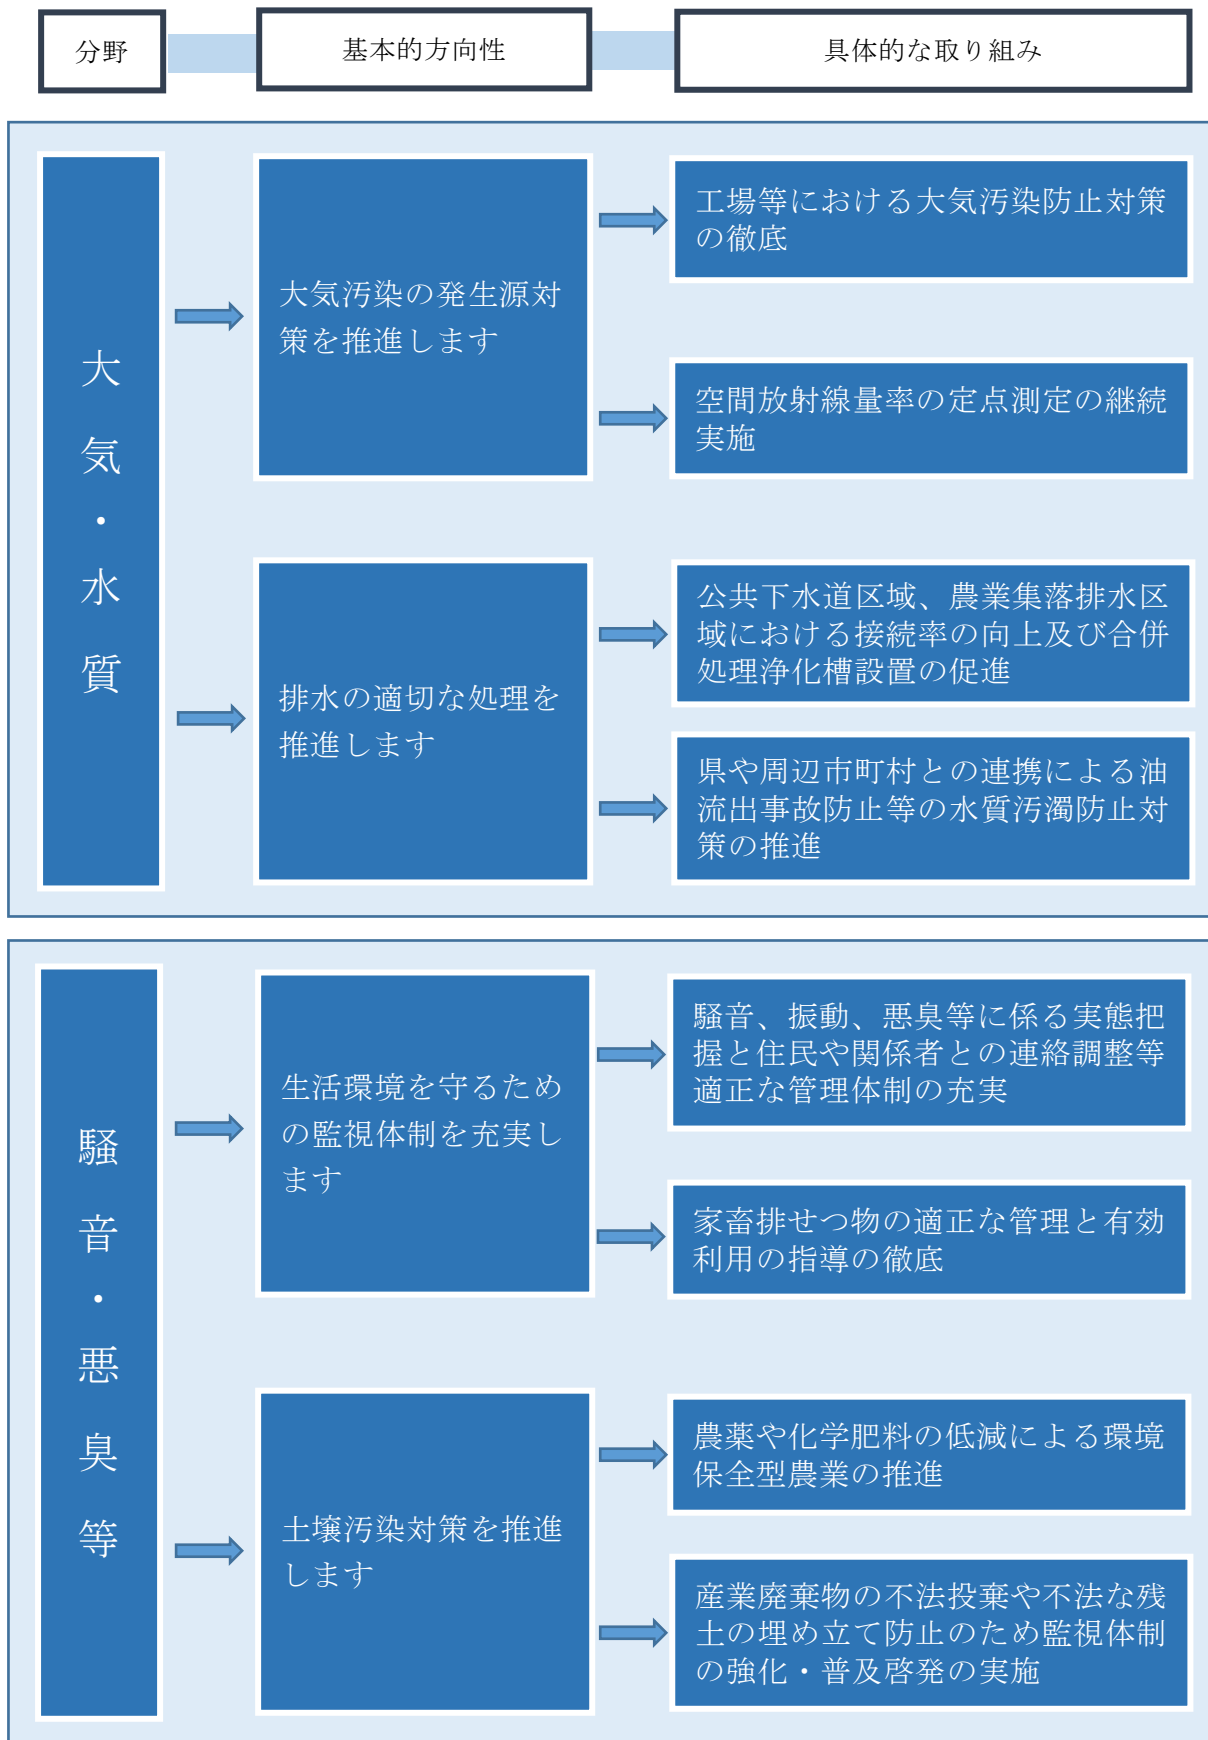 分野
基本的方向性
具体的な取り組み
大気・水質
大気汚染の発生源対
策を推進します
工場等における大気汚染防止対策
の徹底
空間放射線量率の定点測定の継続
実施
排水の適切な処理を
推進します
公共下水道区域、農業集落排水区
域における接続率の向上及び合併
処理浄化槽設置の促進
県や周辺市町村との連携による油
流出事故防止等の水質汚濁防止対
策の推進
騒音・悪臭等
生活環境を守るため
の監視体制を充実し
ます
騒音、振動、悪臭等に係る実態把
握と住民や関係者との連絡調整等
適正な管理体制の充実
家畜排せつ物の適正な管理と有効
利用の指導の徹底
土壌汚染対策を推進
します
農薬や化学肥料の低減による環境
保全型農業の推進
産業廃棄物の不法投棄や不法な残
土の埋め立て防止のため監視体制
の強化・普及啓発の実施